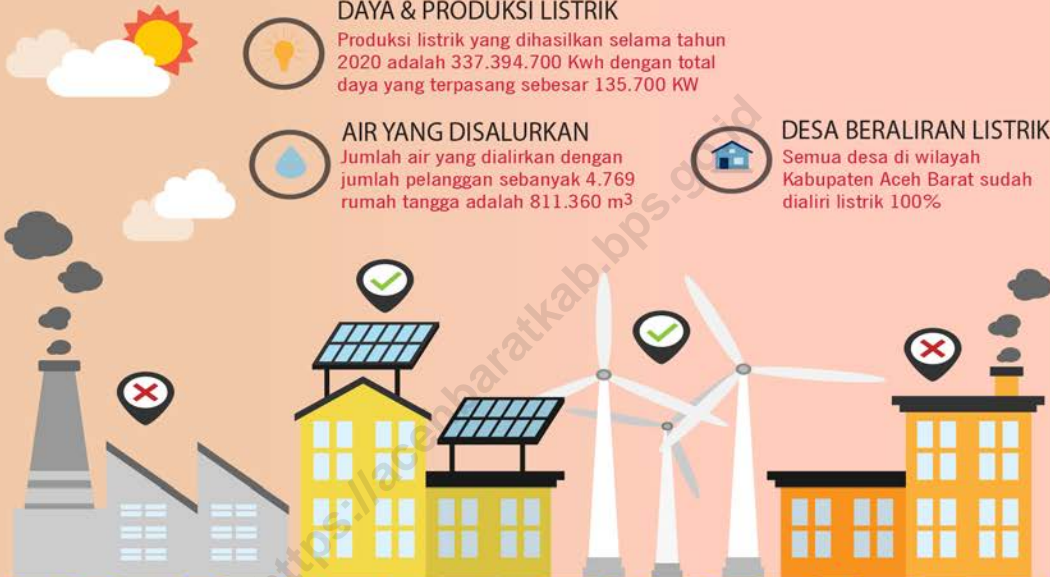 DAYA & PRODUKSI LISTRIK
Produksi listrik yang dihasilkan selama tahun
2020 adalah 337.394.700 Kwh dengan total
daya yang terpasang sebesar 135.700 KW
AIR YANG DISALURKAN
Jumlah air yang dialirkan dengan
jumlah pelanggan sebanyak 4.769
rumah tangga adalah 811.360 m³
DESA BERALIRAN LISTRIK
Semua desa di wilayah
Kabupaten Aceh Barat sudah
dialiri listrik 100%
https://acehbaratkab.bps.go.id